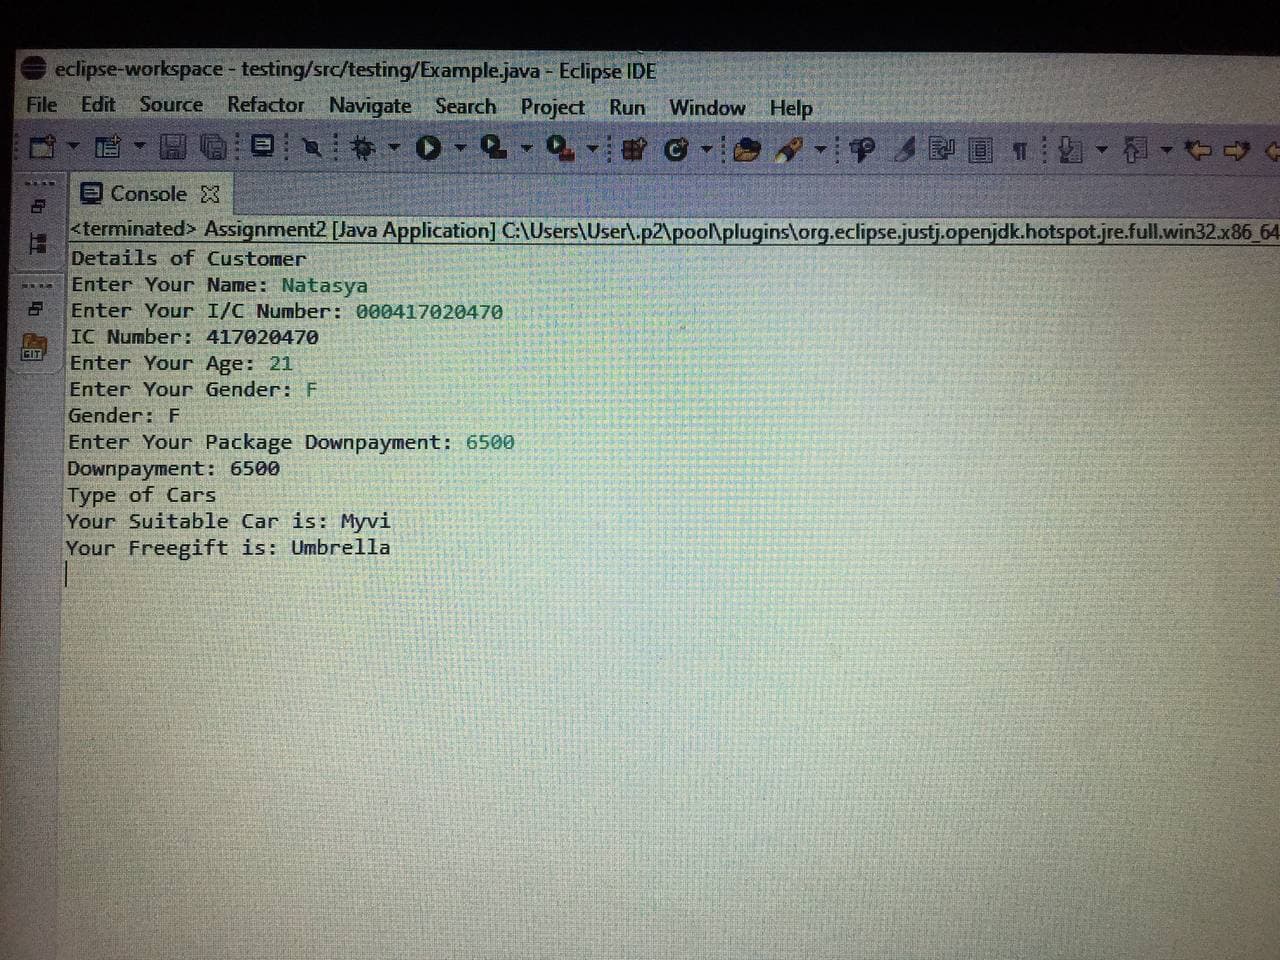 eclipse-workspace - testing/src/testing/Example.java - Eclipse IDE
File Edit Source Refactor Navigate Search Project Run Window Help
Console
<terminated> Assignment2 [Java Application] C:\Users\User\.p2\pool\plugins\org.eclipse.justj.openjdk.hotspot.jre.full.win32.x86_64
Details of Customer
Enter Your Name: Natasya
Enter Your I/C Number: 000417020470
IC Number: 417020470
Enter Your Age: 21
Enter Your Gender: F
Gender: F
Enter Your Package Downpayment: 6500
Downpayment: 6500
Type of Cars
Your Suitable Car is: Myvi
Your Freegift is: Umbrella
GIT